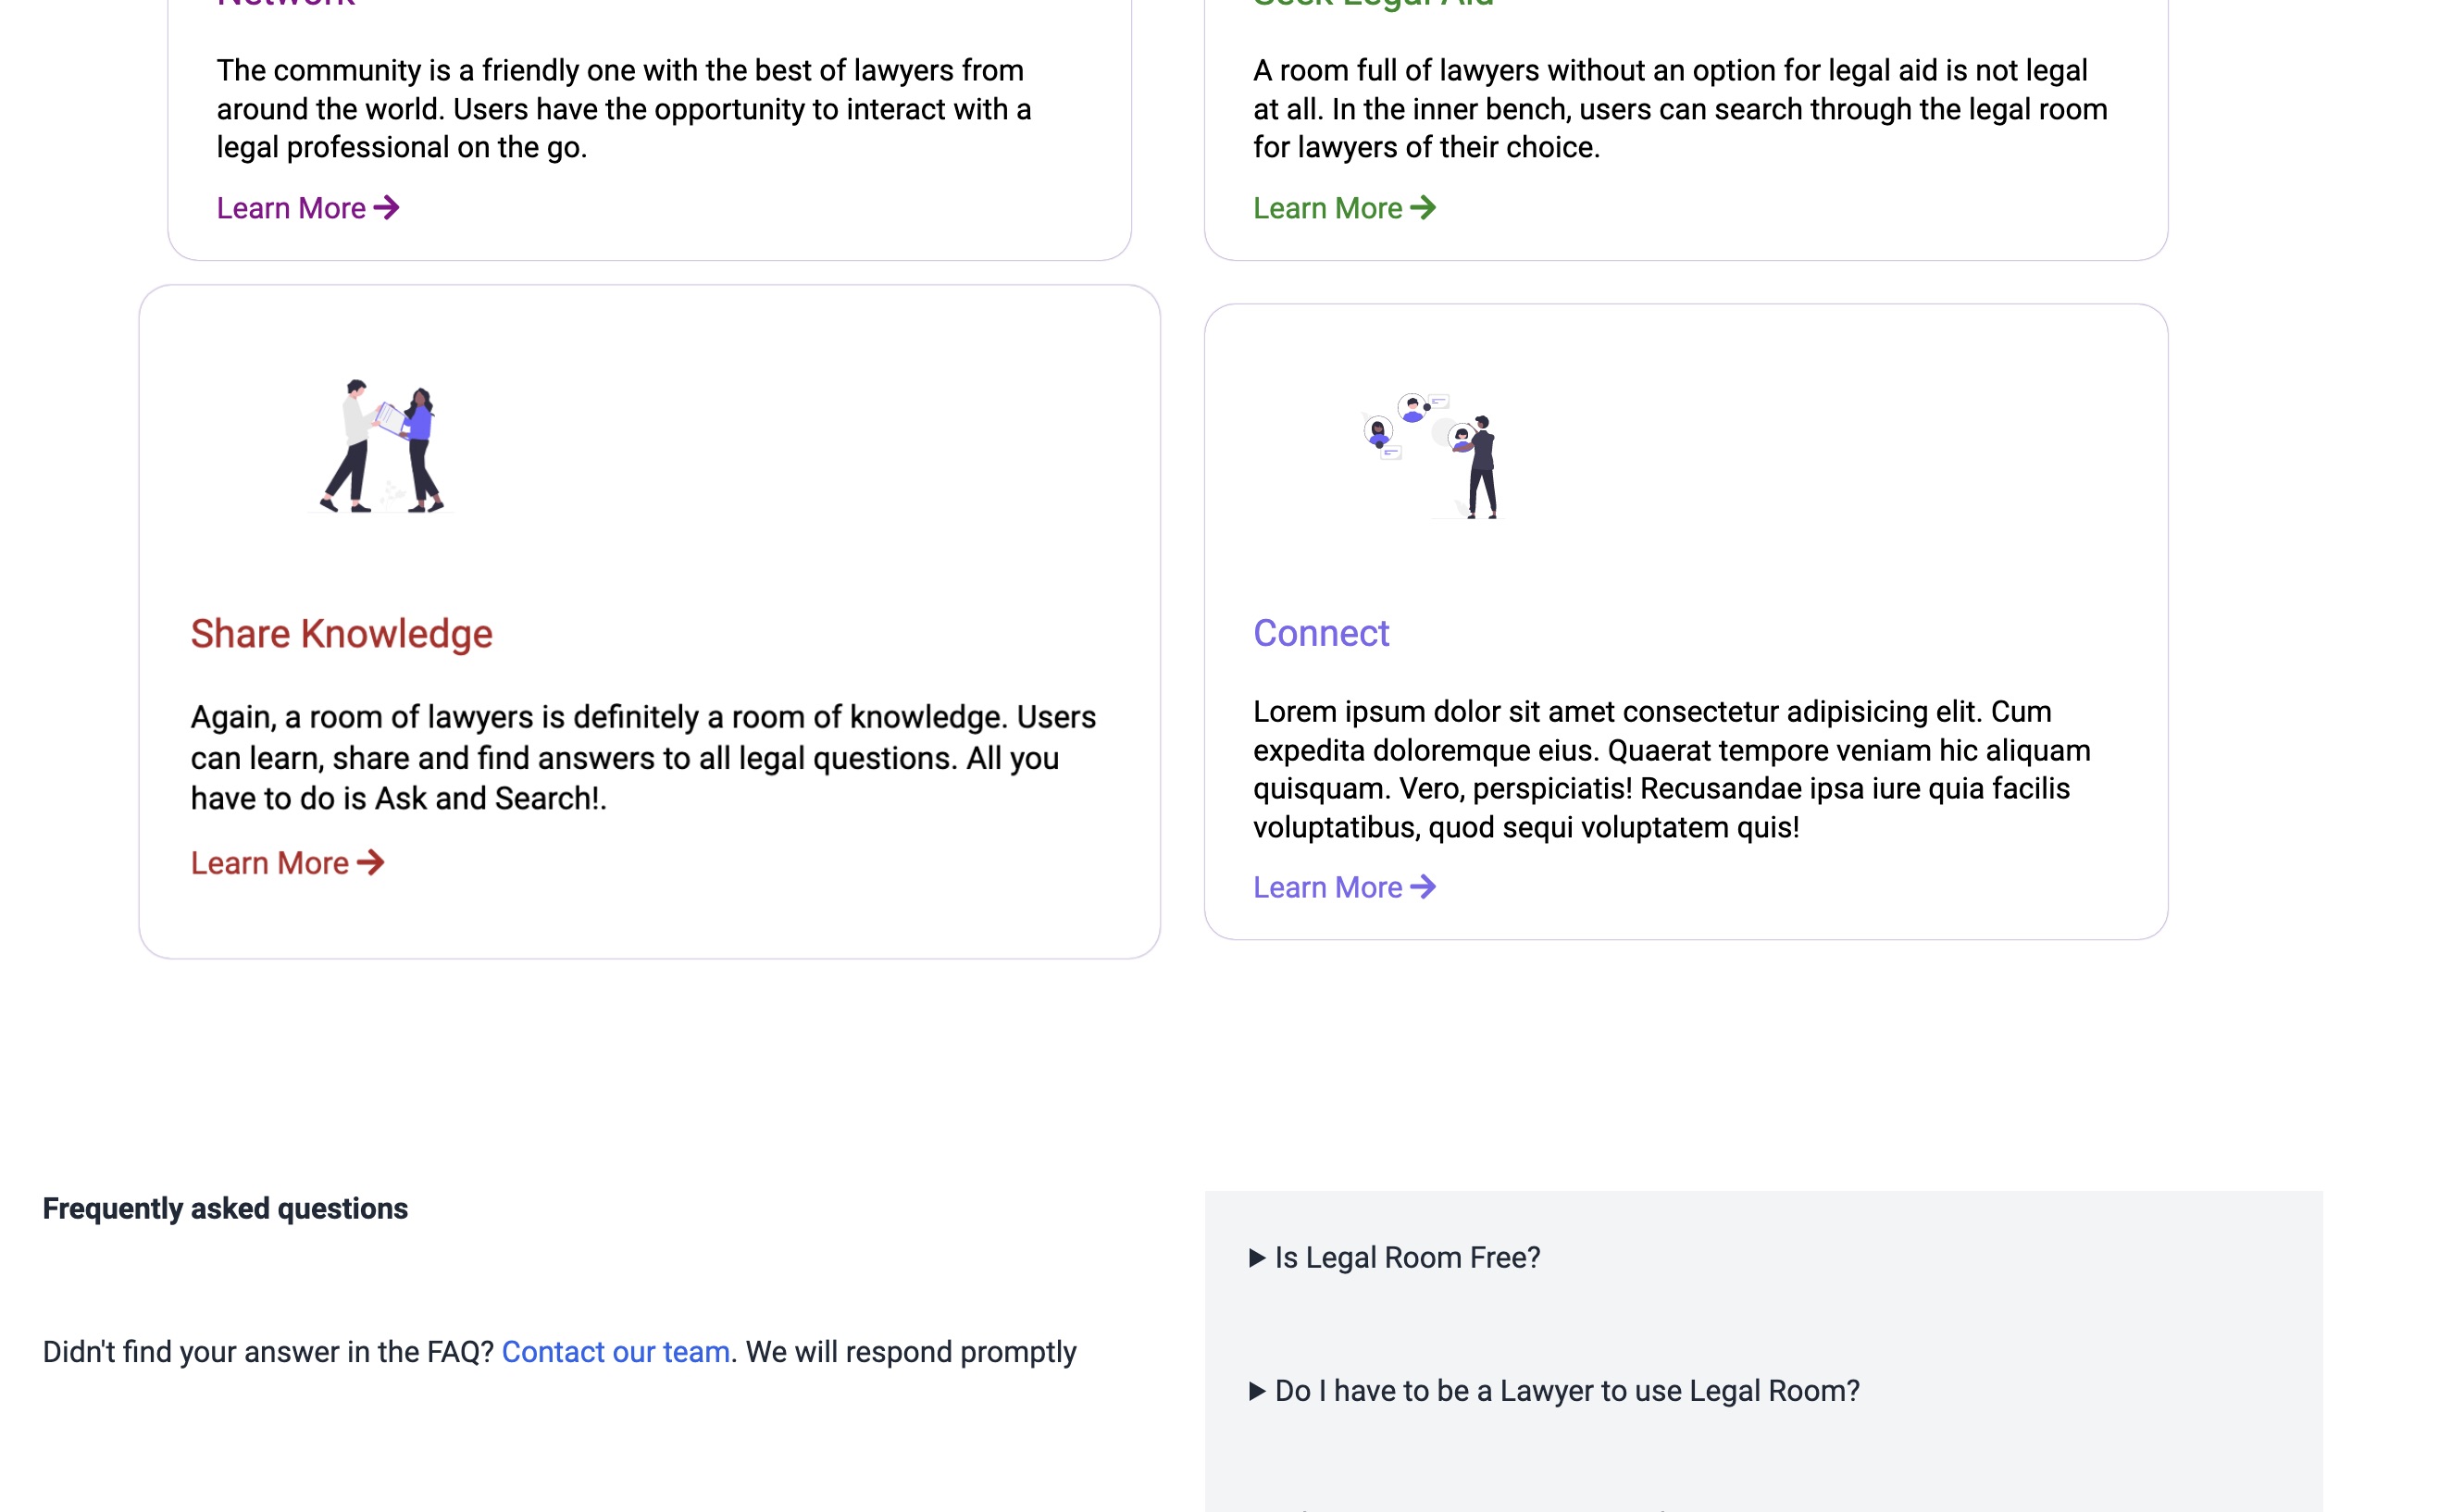 Network
Seek Legal Aid
The community is a friendly one with the best of lawyers from
around the world. Users have the opportunity to interact with a
legal professional on the go.
Learn More
A room full of lawyers without an option for legal aid is not legal
at all. In the inner bench, users can search through the legal room
for lawyers of their choice.
Learn More
Share Knowledge
Again, a room of lawyers is definitely a room of knowledge. Users
can learn, share and find answers to all legal questions. All you
have to do is Ask and Search!.
Learn More
Connect
Lorem ipsum dolor sit amet consectetur adipisicing elit. Cum
expedita doloremque eius. Quaerat tempore veniam hic aliquam
quisquam. Vero, perspiciatis! Recusandae ipsa iure quia facilis
voluptatibus, quod sequi voluptatem quis!
Learn More
Frequently asked questions
Didn't find your answer in the FAQ? Contact our team. We will respond promptly
Is Legal Room Free?
Do I have to be a Lawyer to use Legal Room?